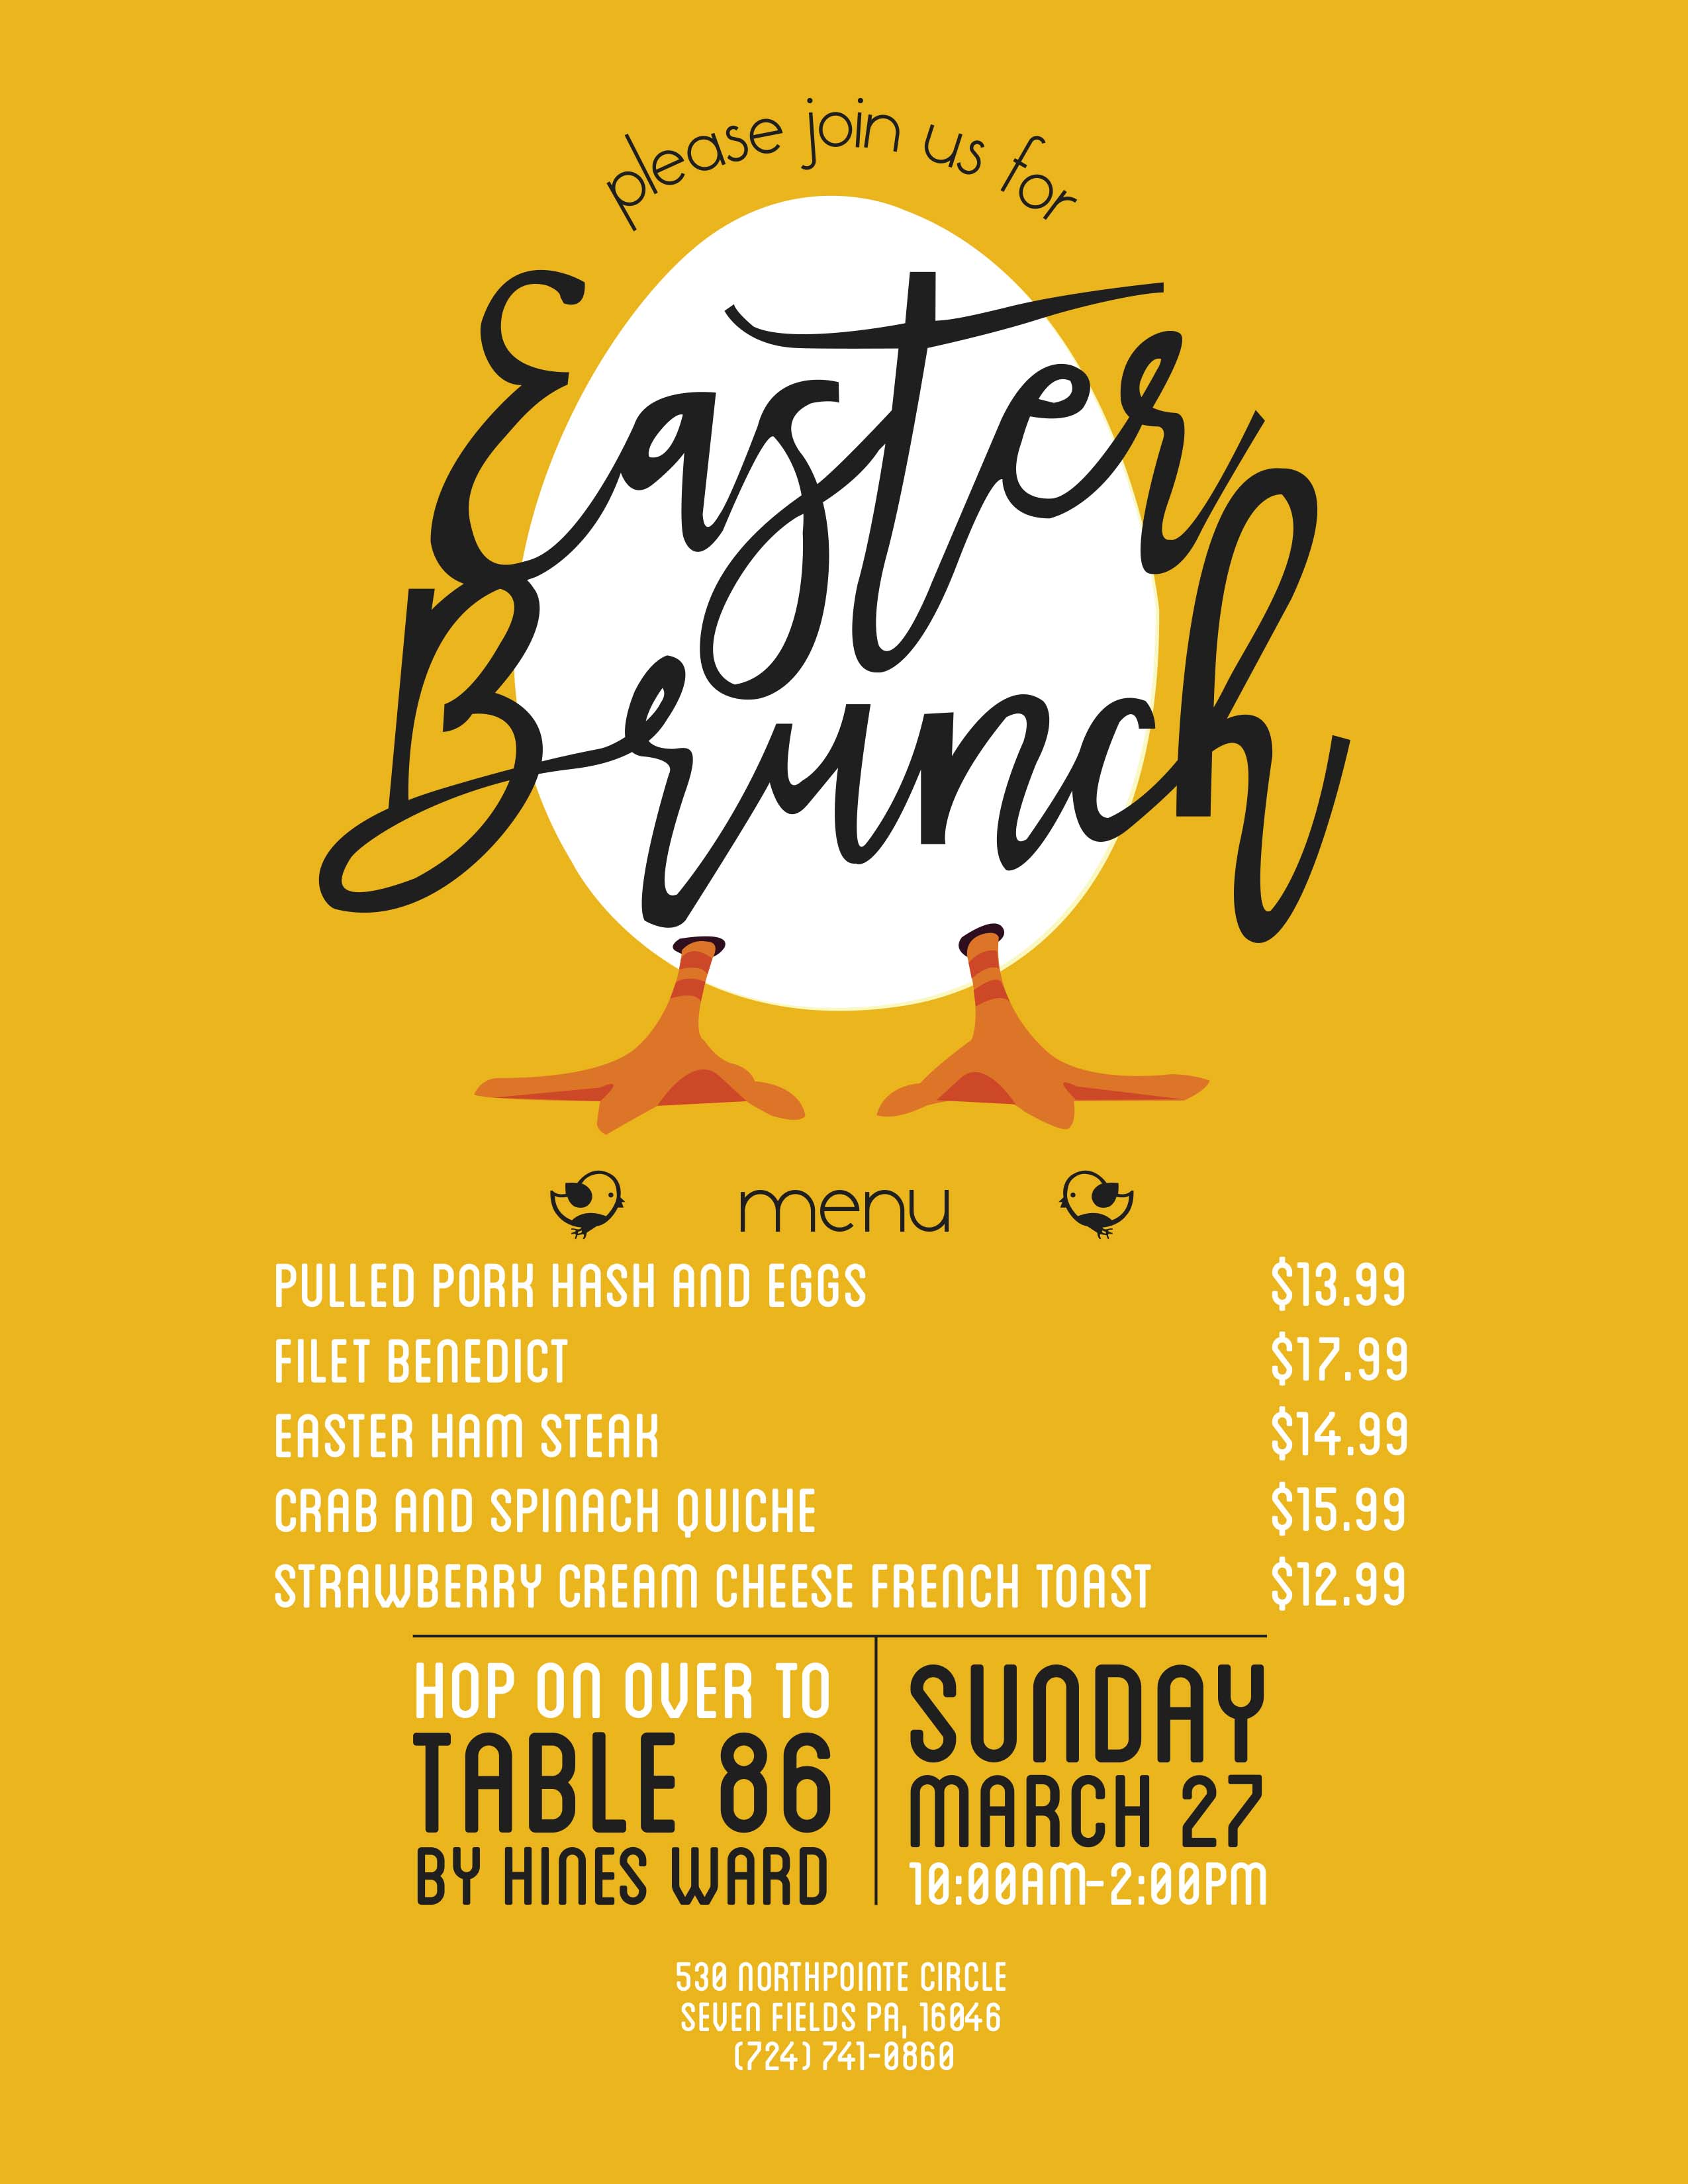 please join us for
Easter
Brunch
menu
PULLED PORK HASH AND EGGS $13.99
FILET BENEDICT $17.99
EASTER HAM STEAK $14.99
CRAB AND SPINACH QUICHE $15.99
STRAWBERRY CREAM CHEESE FRENCH TOAST $12.99
HOP ON OVER TO
TABLE 86
BY HINES WARD
SUNDAY
MARCH 27
10:00AM-2:00PM
530 NORTHPOINTE CIRCLE
SEVEN FIELDS PA, 16046
(724) 741-0860